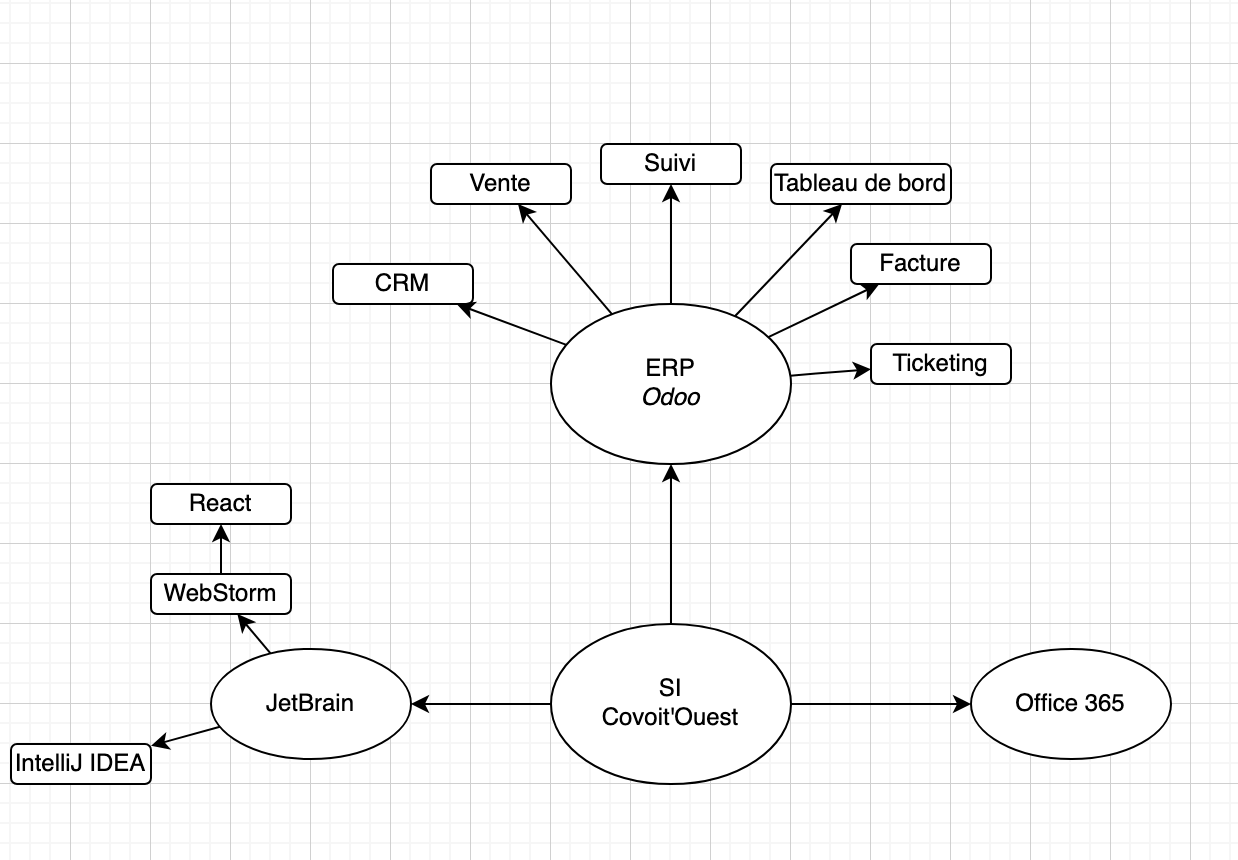 Suivi
Vente
Tableau de bord
CRM
Facture
Ticketing
ERP
Odoo
React
WebStorm
JetBrain
SI
Covoit'Ouest
Office 365
IntelliJ IDEA